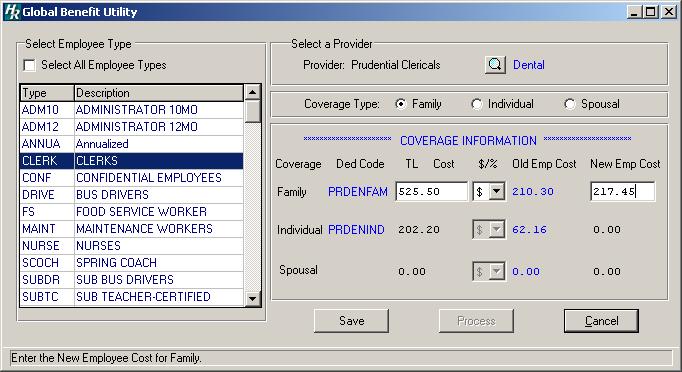 HR Global Benefit Utility
Select Employee Type
Select All Employee Types
Type Description
ADM10 ADMINISTRATOR 10MO
ADM12 ADMINISTRATOR 12MO
ANNUA Annualized
CLERK CLERKS
CONF CONFIDENTIAL EMPLOYEES
DRIVE BUS DRIVERS
FS FOOD SERVICE WORKER
MAINT MAINTENANCE WORKERS
NURSE NURSES
SCOCH SPRING COACH
SUBDR SUB BUS DRIVERS
SUBTC SUB TEACHER-CERTIFIED
Select a Provider
Provider: Prudential Clericals Dental
Coverage Type: Family Individual Spousal
********************** COVERAGE INFORMATION **********************
Coverage Ded Code TL Cost $/% Old Emp Cost New Emp Cost
Family PRDENFAM 525.50 $ 210.30 217.45
Individual PRDENIND 202.20 $ 62.16 0.00
Spousal 0.00 $ 0.00 0.00
Save Process Cancel
Enter the New Employee Cost for Family.